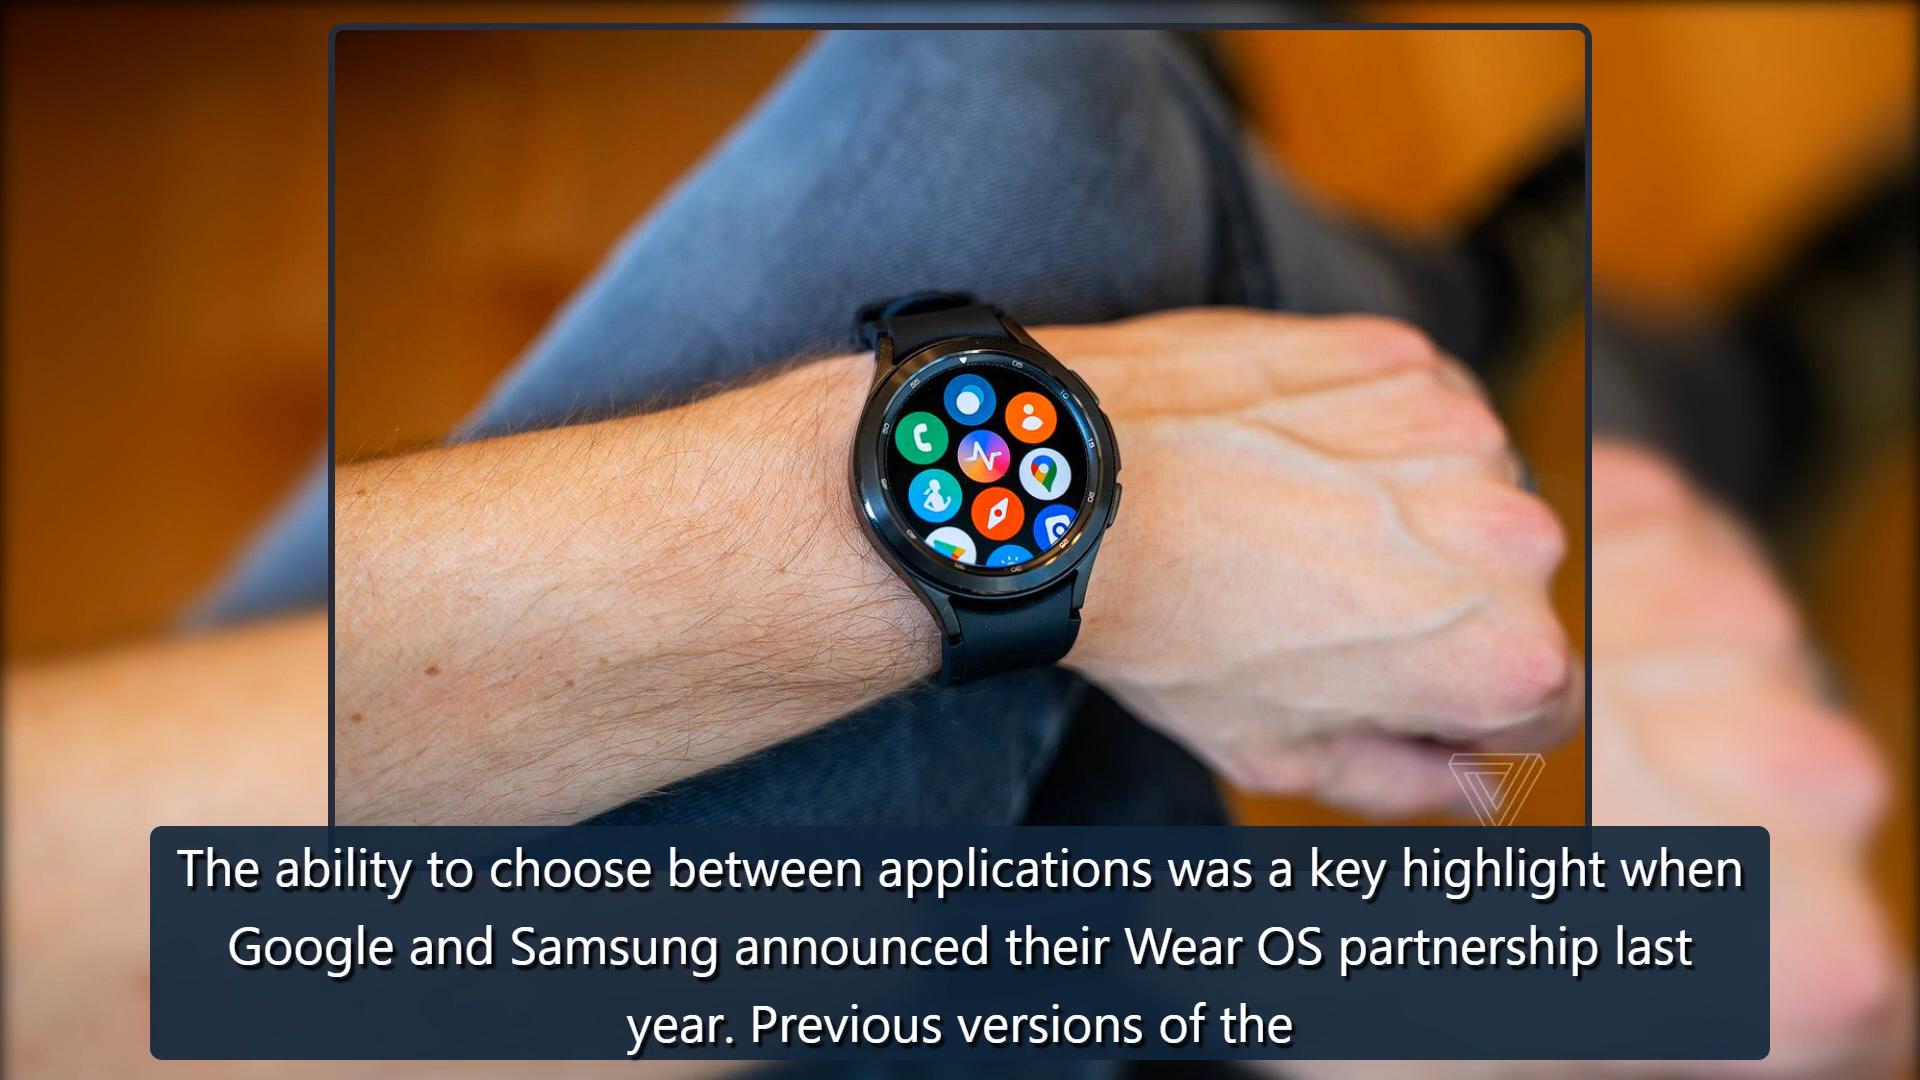 The ability to choose between applications was a key highlight when
Google and Samsung announced their Wear OS partnership last
year. Previous versions of the